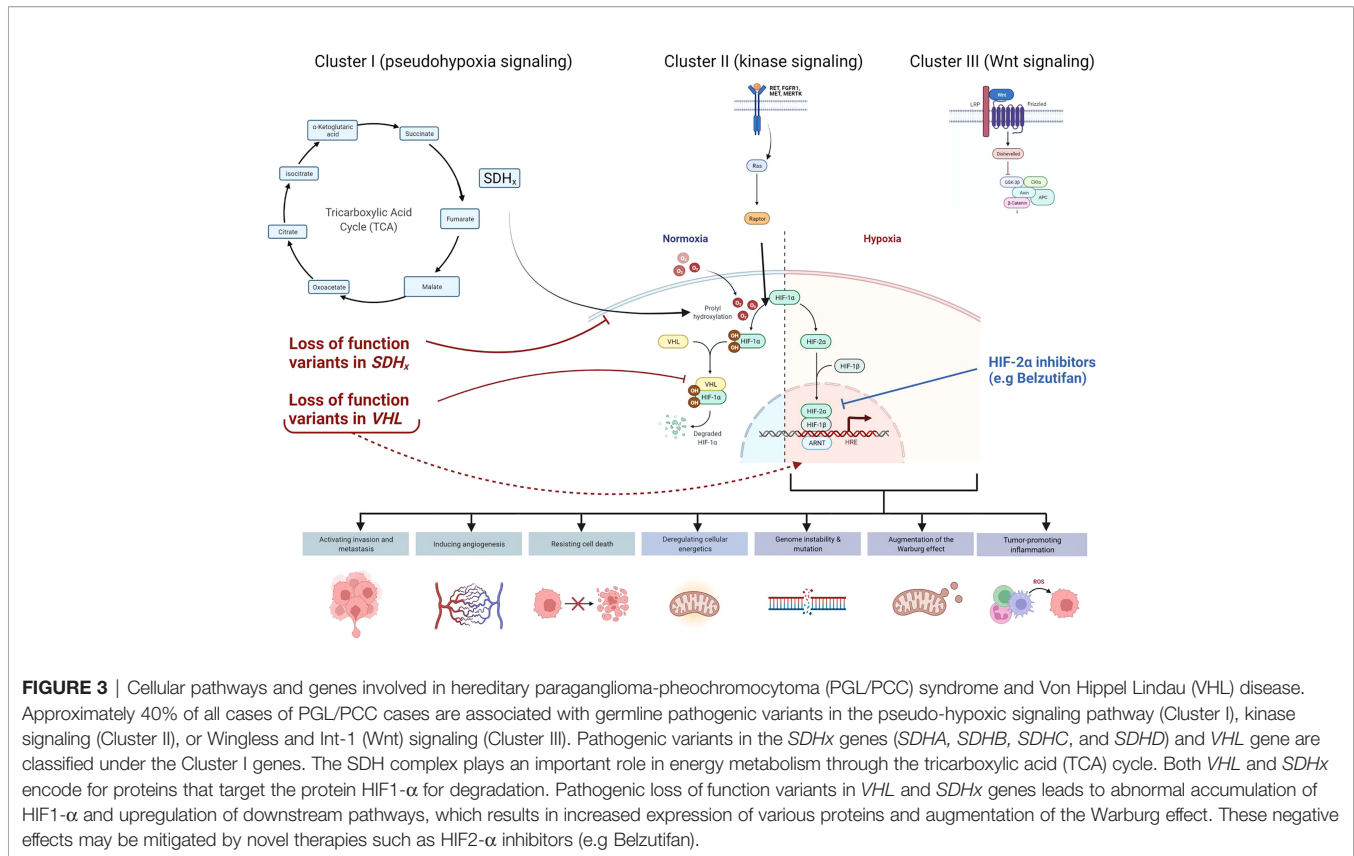 Cluster I (pseudohypoxia signaling)
Cluster II (kinase signaling)
Cluster III (Wnt signaling)
α-Ketoglutaric
acid
Succinate
isocitrate
SDHx
Tricarboxylic Acid
Cycle (TCA)
Fumarate
Citrate
Oxoacetate
Malate
RET, FGFR1,
MET, MERTK
Ras
Raptor
LRP
Wnt
Frizzled
Dishevelled
GSK-3β
CKlα
Axin
APC
β-Catenin
Normoxia
Hypoxia
O₂
O₂
O₂
O₂
O₂
O₂
Prolyl
hydroxylation
HIF-1α
OH
OH
HIF-1α
VHL
HIF-2α
HIF-1β
VHL
OH
OH
HIF-1α
Degraded
HIF-1α
HIF-2α
HIF-1β
ARNT
HRE
Loss of function
variants in SDHx
Loss of function
variants in VHL
HIF-2α inhibitors
(e.g Belzutifan)
Activating invasion and
metastasis
Inducing angiogenesis
Resisting cell death
Deregulating cellular
energetics
Genome instability &
mutation
Augmentation of the
Warburg effect
Tumor-promoting
inflammation
ROS
FIGURE 3 | Cellular pathways and genes involved in hereditary paraganglioma-pheochromocytoma (PGL/PCC) syndrome and Von Hippel Lindau (VHL) disease.
Approximately 40% of all cases of PGL/PCC cases are associated with germline pathogenic variants in the pseudo-hypoxic signaling pathway (Cluster I), kinase
signaling (Cluster II), or Wingless and Int-1 (Wnt) signaling (Cluster III). Pathogenic variants in the SDHx genes (SDHA, SDHB, SDHC, and SDHD) and VHL gene are
classified under the Cluster I genes. The SDH complex plays an important role in energy metabolism through the tricarboxylic acid (TCA) cycle. Both VHL and SDHx
encode for proteins that target the protein HIF1-α for degradation. Pathogenic loss of function variants in VHL and SDHx genes leads to abnormal accumulation of
HIF1-α and upregulation of downstream pathways, which results in increased expression of various proteins and augmentation of the Warburg effect. These negative
effects may be mitigated by novel therapies such as HIF2-α inhibitors (e.g Belzutifan).